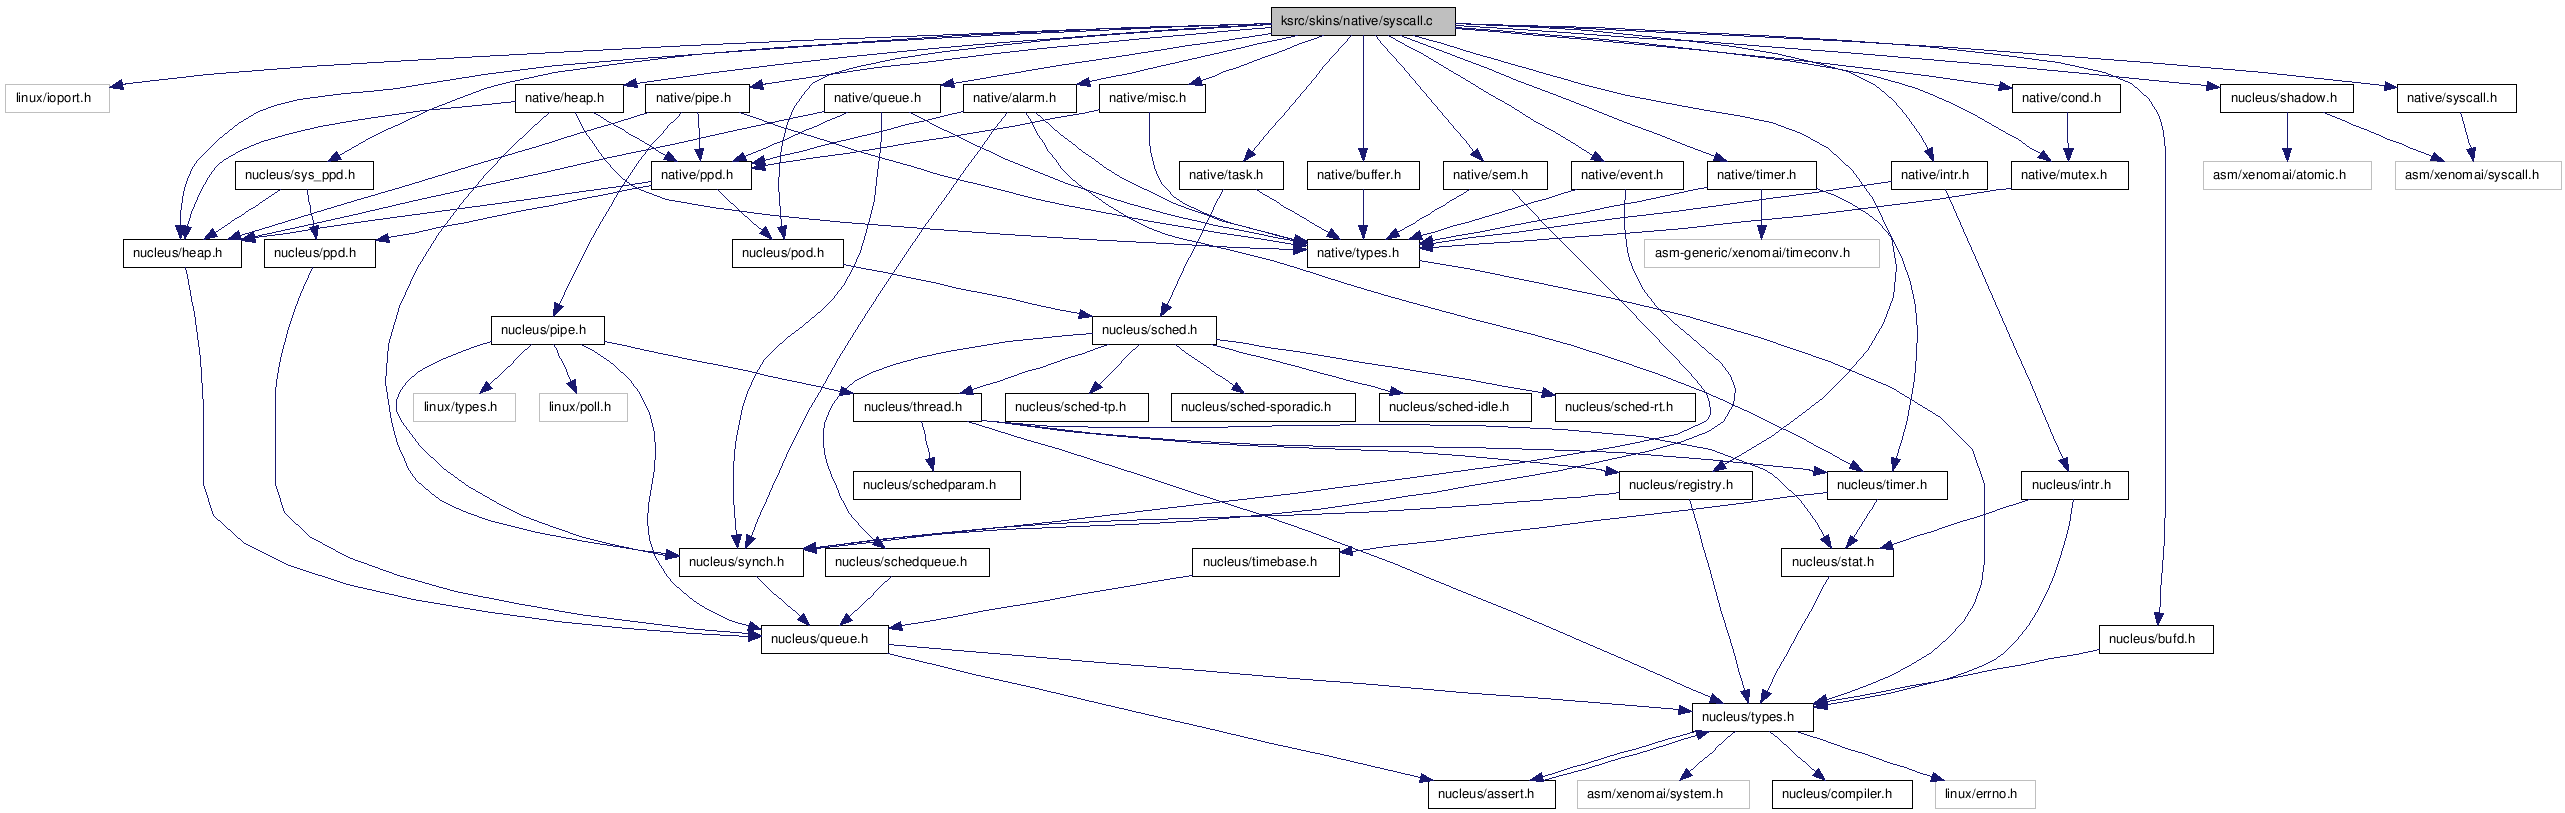 ksrc/skins/native/syscall.c
linux/ioport.h
native/heap.h
native/pipe.h
native/queue.h
native/alarm.h
native/misc.h
native/cond.h
nucleus/shadow.h
native/syscall.h
nucleus/sys_ppd.h
native/ppd.h
native/task.h
native/buffer.h
native/sem.h
native/event.h
native/timer.h
native/intr.h
native/mutex.h
asm/xenomai/atomic.h
asm/xenomai/syscall.h
nucleus/heap.h
nucleus/ppd.h
nucleus/pod.h
native/types.h
asm-generic/xenomai/timeconv.h
nucleus/pipe.h
nucleus/sched.h
linux/types.h
linux/poll.h
nucleus/thread.h
nucleus/sched-tp.h
nucleus/sched-sporadic.h
nucleus/sched-idle.h
nucleus/sched-rt.h
nucleus/schedparam.h
nucleus/registry.h
nucleus/timer.h
nucleus/intr.h
nucleus/synch.h
nucleus/schedqueue.h
nucleus/timebase.h
nucleus/stat.h
nucleus/queue.h
nucleus/bufd.h
nucleus/types.h
nucleus/assert.h
asm/xenomai/system.h
nucleus/compiler.h
linux/errno.h